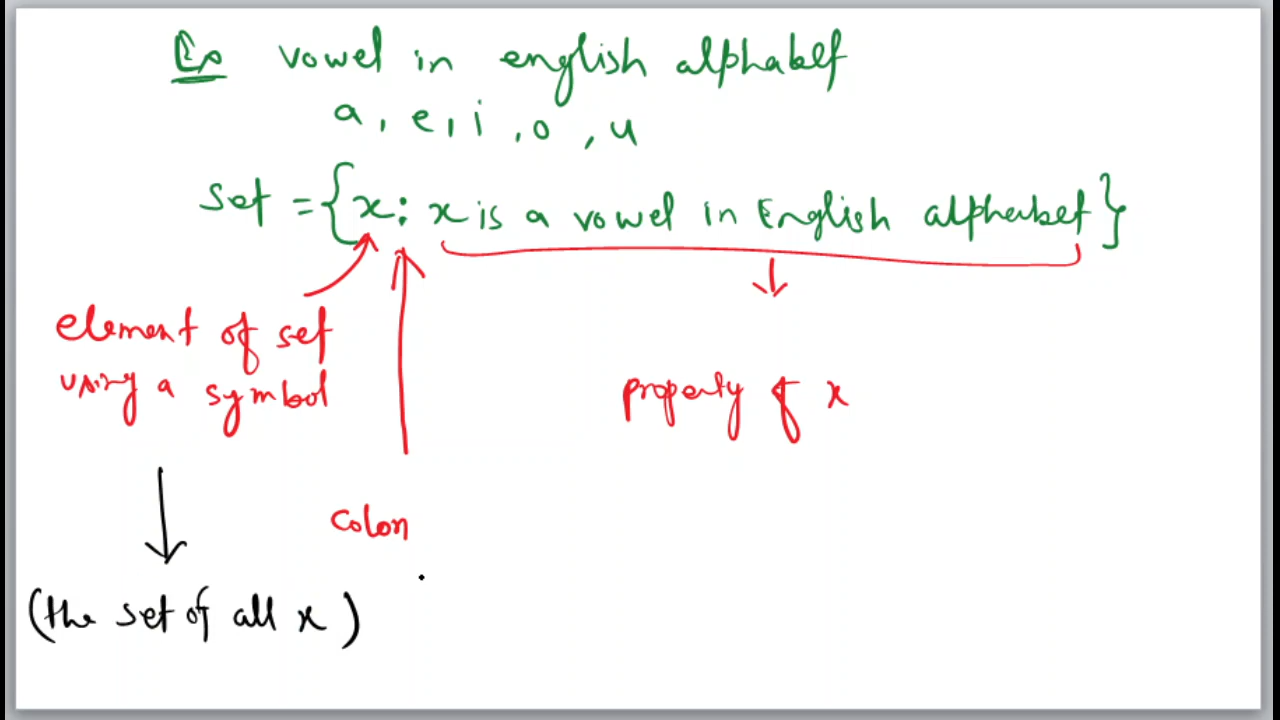 Ex vowel in english alphabet
a, e, i, o, u
Set = {x: x is a vowel in English alphabet}
element of set
using a symbol
property of x
Colon
(the set of all x)